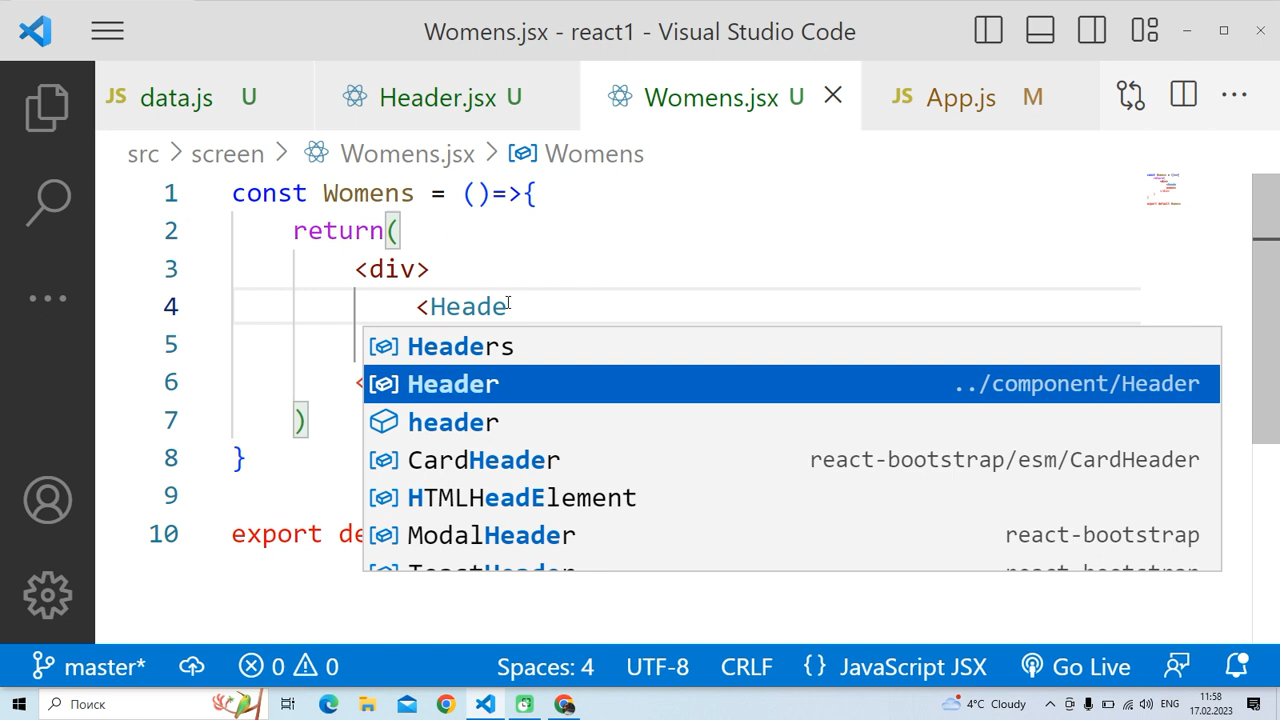 Womens.jsx - react1 - Visual Studio Code
JS data.js U Header.jsx U Womens.jsx U JS App.js M
src > screen > Womens.jsx > Womens
1 const Womens = ()=>{
2 return(
3 <div>
4 <Heade
Headers
5
Header ../component/Header
6 <
header
7 )
CardHeader react-bootstrap/esm/CardHeader
8 }
HTMLHeadElement
9
ModalHeader react-bootstrap
10 export de
ToastHeader react-bootstrap
master* 0 0 Spaces: 4 UTF-8 CRLF {} JavaScript JSX Go Live
Поиск 4°C Cloudy ENG 11:58
17.02.2023